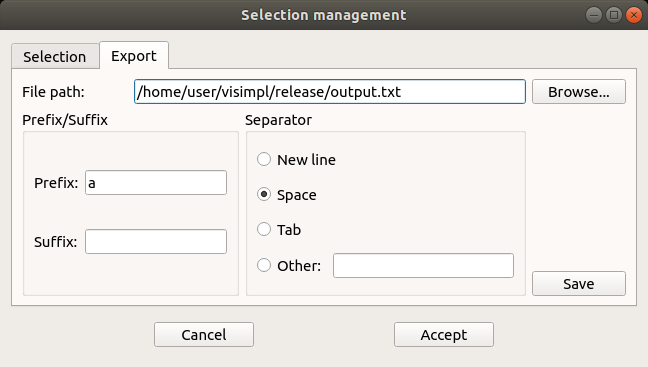 Selection management
Selection Export
File path: /home/user/visimpl/release/output.txt Browse...
Prefix/Suffix Separator
New line
Prefix: a
Space
Tab
Suffix:
Other:
Save
Cancel Accept